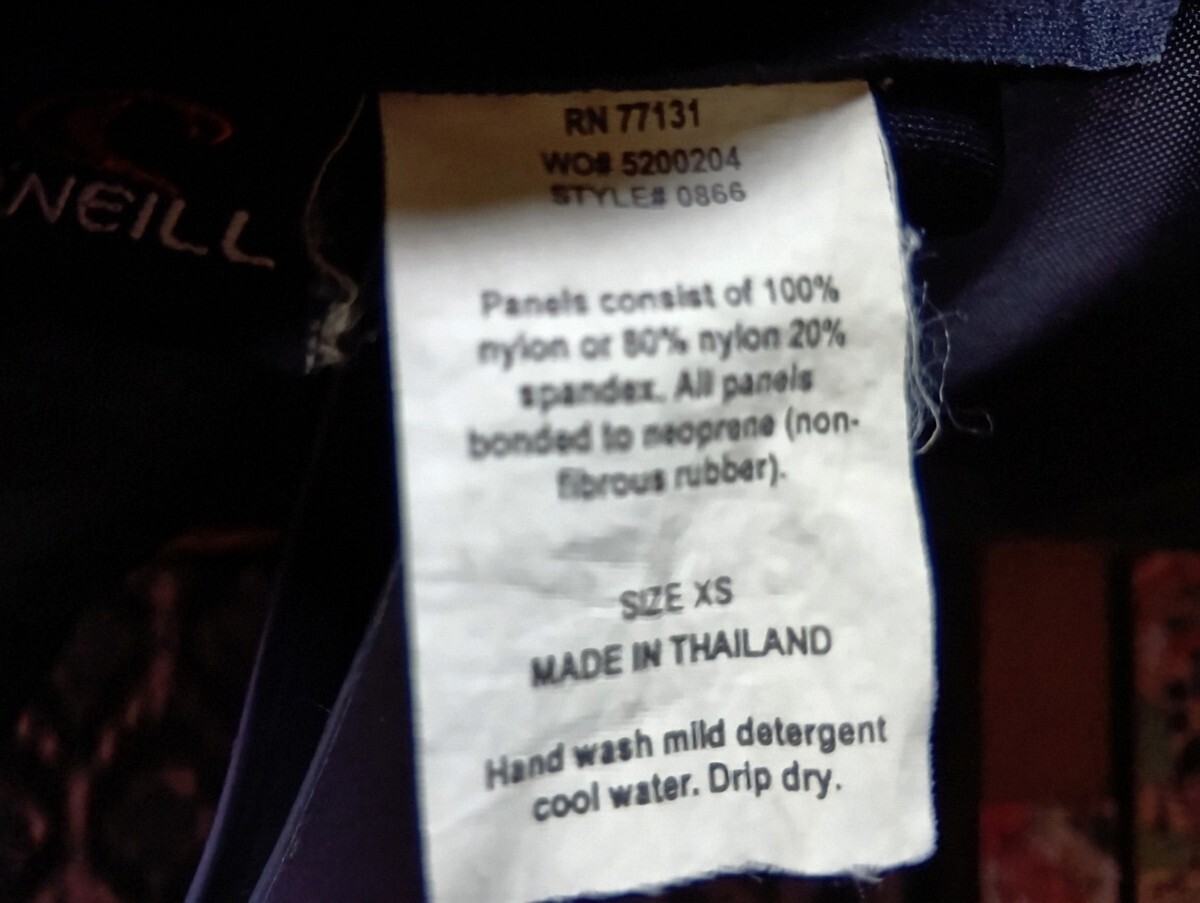 NEILL
RN 77131
WO# 5200204
STYLE# 0866
Panels consist of 100%
nylon or 80% nylon 20%
spandex. All panels
bonded to neoprene (non-
fibrous rubber).
SIZE XS
MADE IN THAILAND
Hand wash mild detergent
cool water. Drip dry.